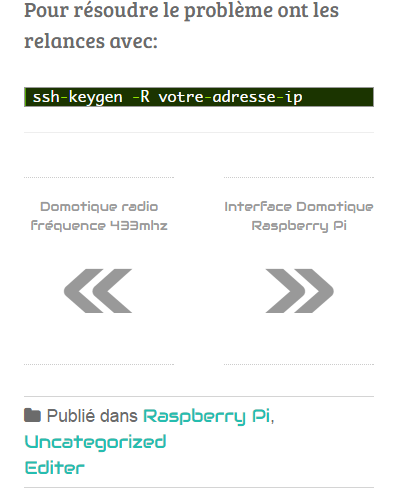 Pour résoudre le problème ont les
relances avec:
ssh-keygen -R votre-adresse-ip
Domotique radio
fréquence 433mhz
Interface Domotique
Raspberry Pi
Publié dans Raspberry Pi,
Uncategorized
Editer